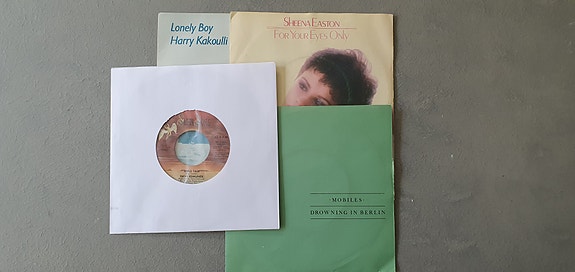 Lonely Boy
Harry Kakoulli
SHEENA EASTON
FOR YOUR EYES ONLY
MOBILES
DROWNING IN BERLIN